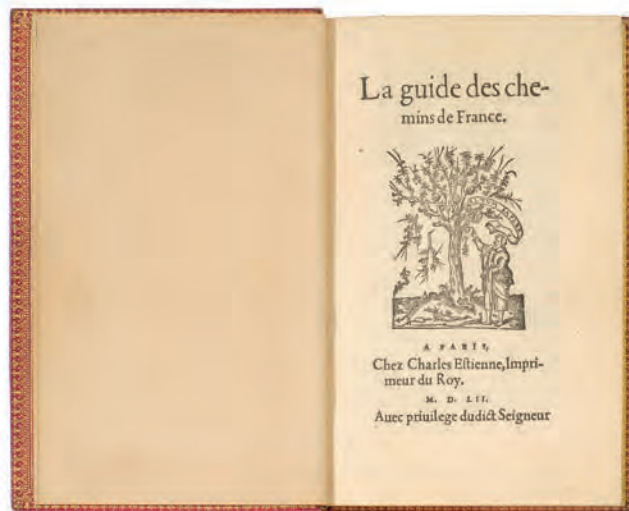 La guide des che-
mins de France.
A PARIS,
Chez Charles Estienne, Impri-
meur du Roy.
M. D. LII.
Auec priuilege dudict Seigneur